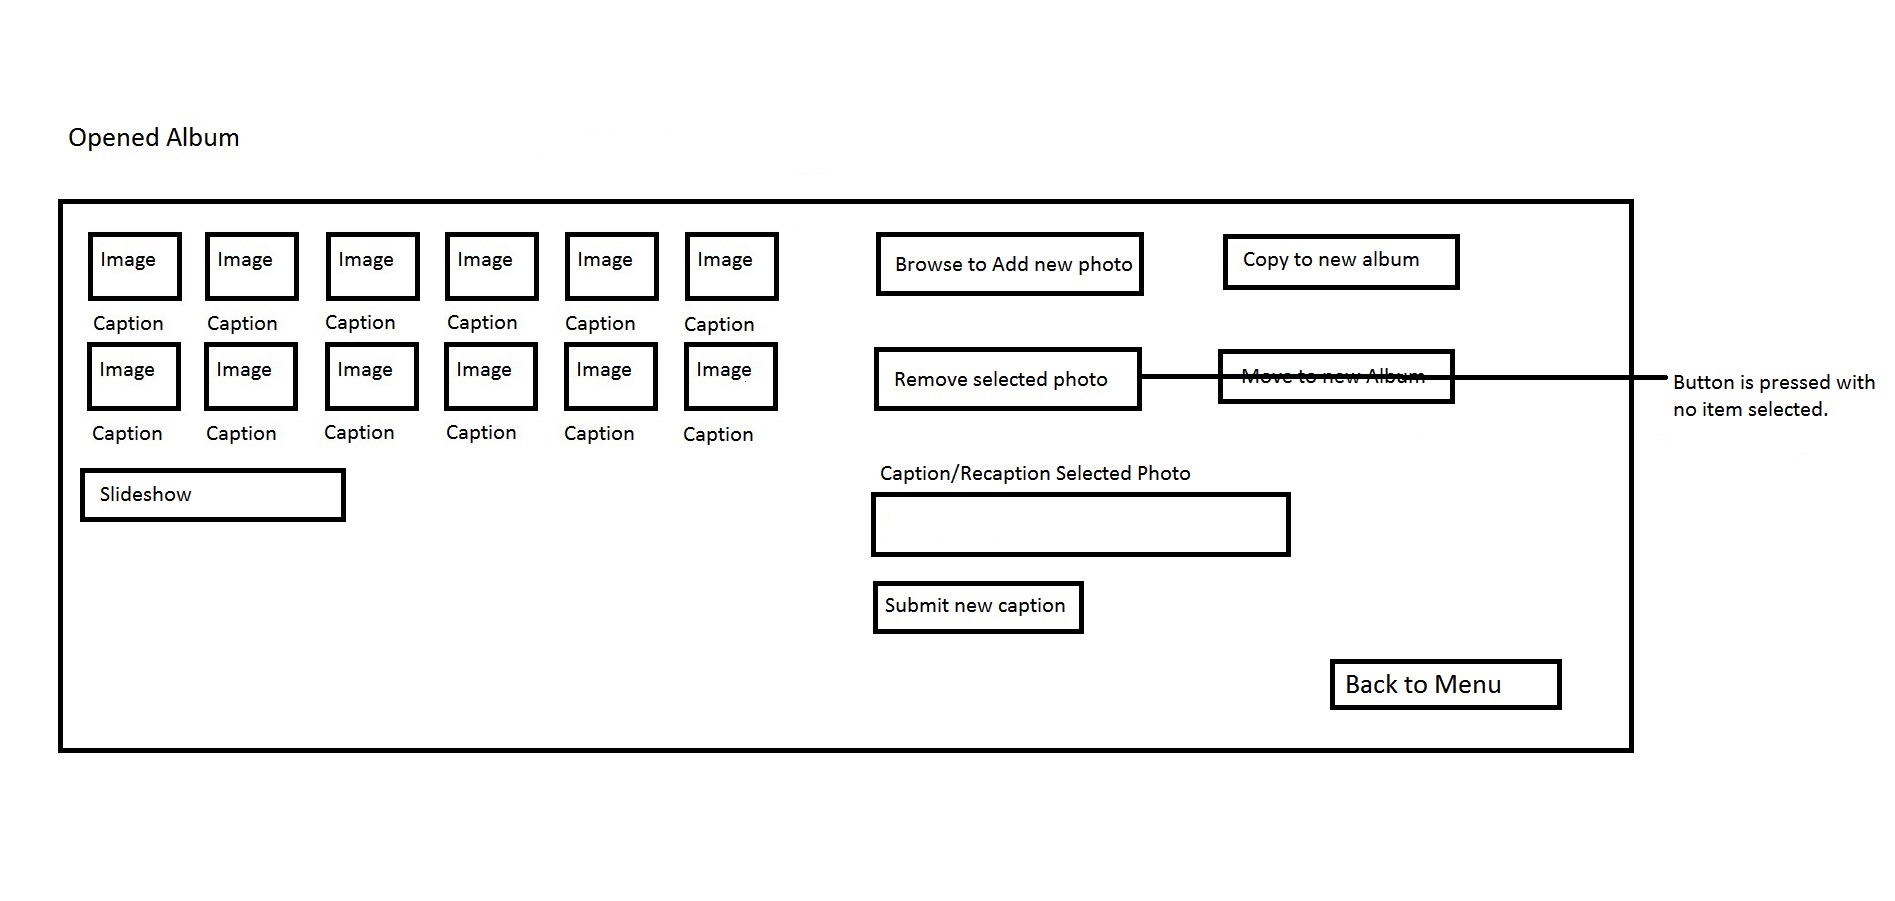 Opened Album
Image Image Image Image Image Image
Caption Caption Caption Caption Caption Caption
Image Image Image Image Image Image
Caption Caption Caption Caption Caption Caption
Slideshow
Browse to Add new photo
Copy to new album
Remove selected photo
Move to new Album
Button is pressed with
no item selected.
Caption/Recaption Selected Photo
Submit new caption
Back to Menu